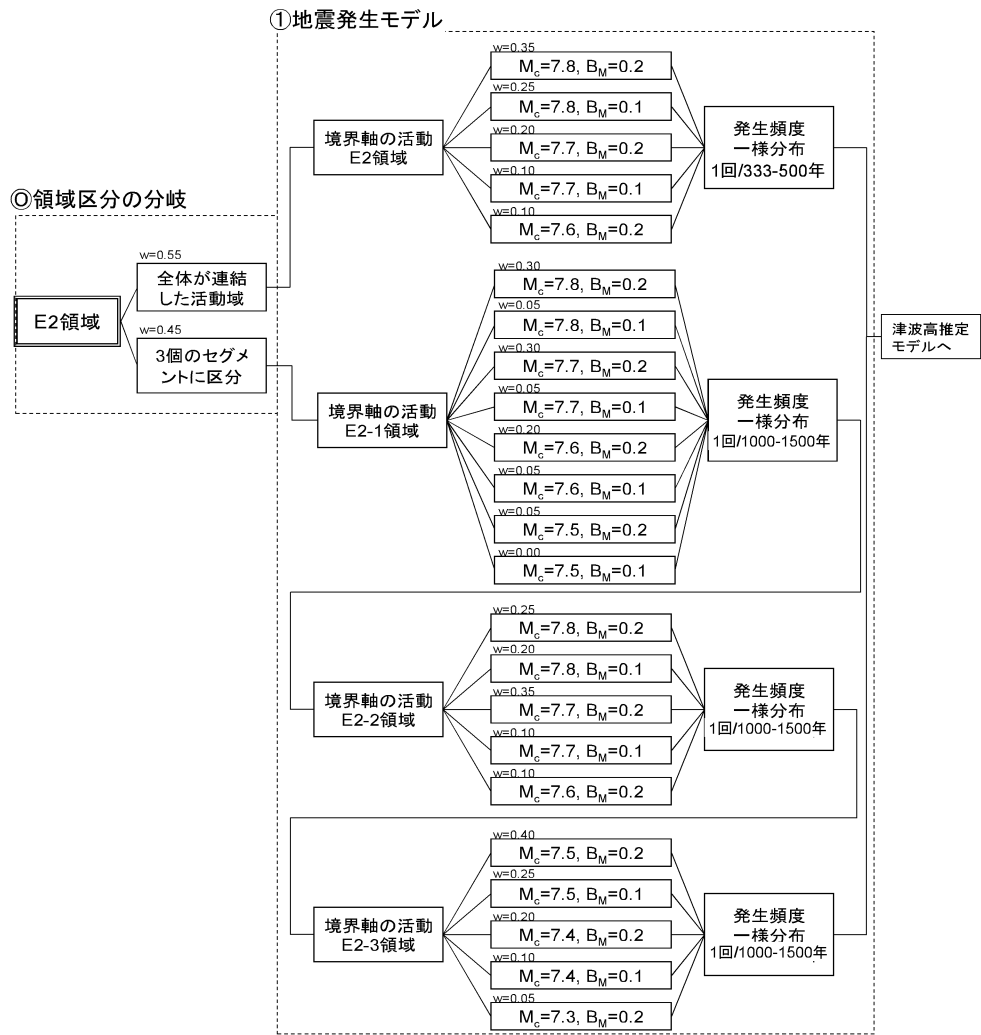 ①地震発生モデル
⓪領域区分の分岐
E2領域
w=0.55
全体が連結
した活動域
w=0.45
3個のセグメ
ントに区分
境界軸の活動
E2領域
w=0.35
Mc=7.8, BM=0.2
w=0.25
Mc=7.8, BM=0.1
w=0.20
Mc=7.7, BM=0.2
w=0.10
Mc=7.7, BM=0.1
w=0.10
Mc=7.6, BM=0.2
発生頻度
一様分布
1回/333-500年
境界軸の活動
E2-1領域
w=0.30
Mc=7.8, BM=0.2
w=0.05
Mc=7.8, BM=0.1
w=0.30
Mc=7.7, BM=0.2
w=0.05
Mc=7.7, BM=0.1
w=0.20
Mc=7.6, BM=0.2
w=0.05
Mc=7.6, BM=0.1
w=0.05
Mc=7.5, BM=0.2
w=0.00
Mc=7.5, BM=0.1
発生頻度
一様分布
1回/1000-1500年
境界軸の活動
E2-2領域
w=0.25
Mc=7.8, BM=0.2
w=0.20
Mc=7.8, BM=0.1
w=0.35
Mc=7.7, BM=0.2
w=0.10
Mc=7.7, BM=0.1
w=0.10
Mc=7.6, BM=0.2
発生頻度
一様分布
1回/1000-1500年
境界軸の活動
E2-3領域
w=0.40
Mc=7.5, BM=0.2
w=0.25
Mc=7.5, BM=0.1
w=0.20
Mc=7.4, BM=0.2
w=0.10
Mc=7.4, BM=0.1
w=0.05
Mc=7.3, BM=0.2
発生頻度
一様分布
1回/1000-1500年
津波高推定
モデルへ